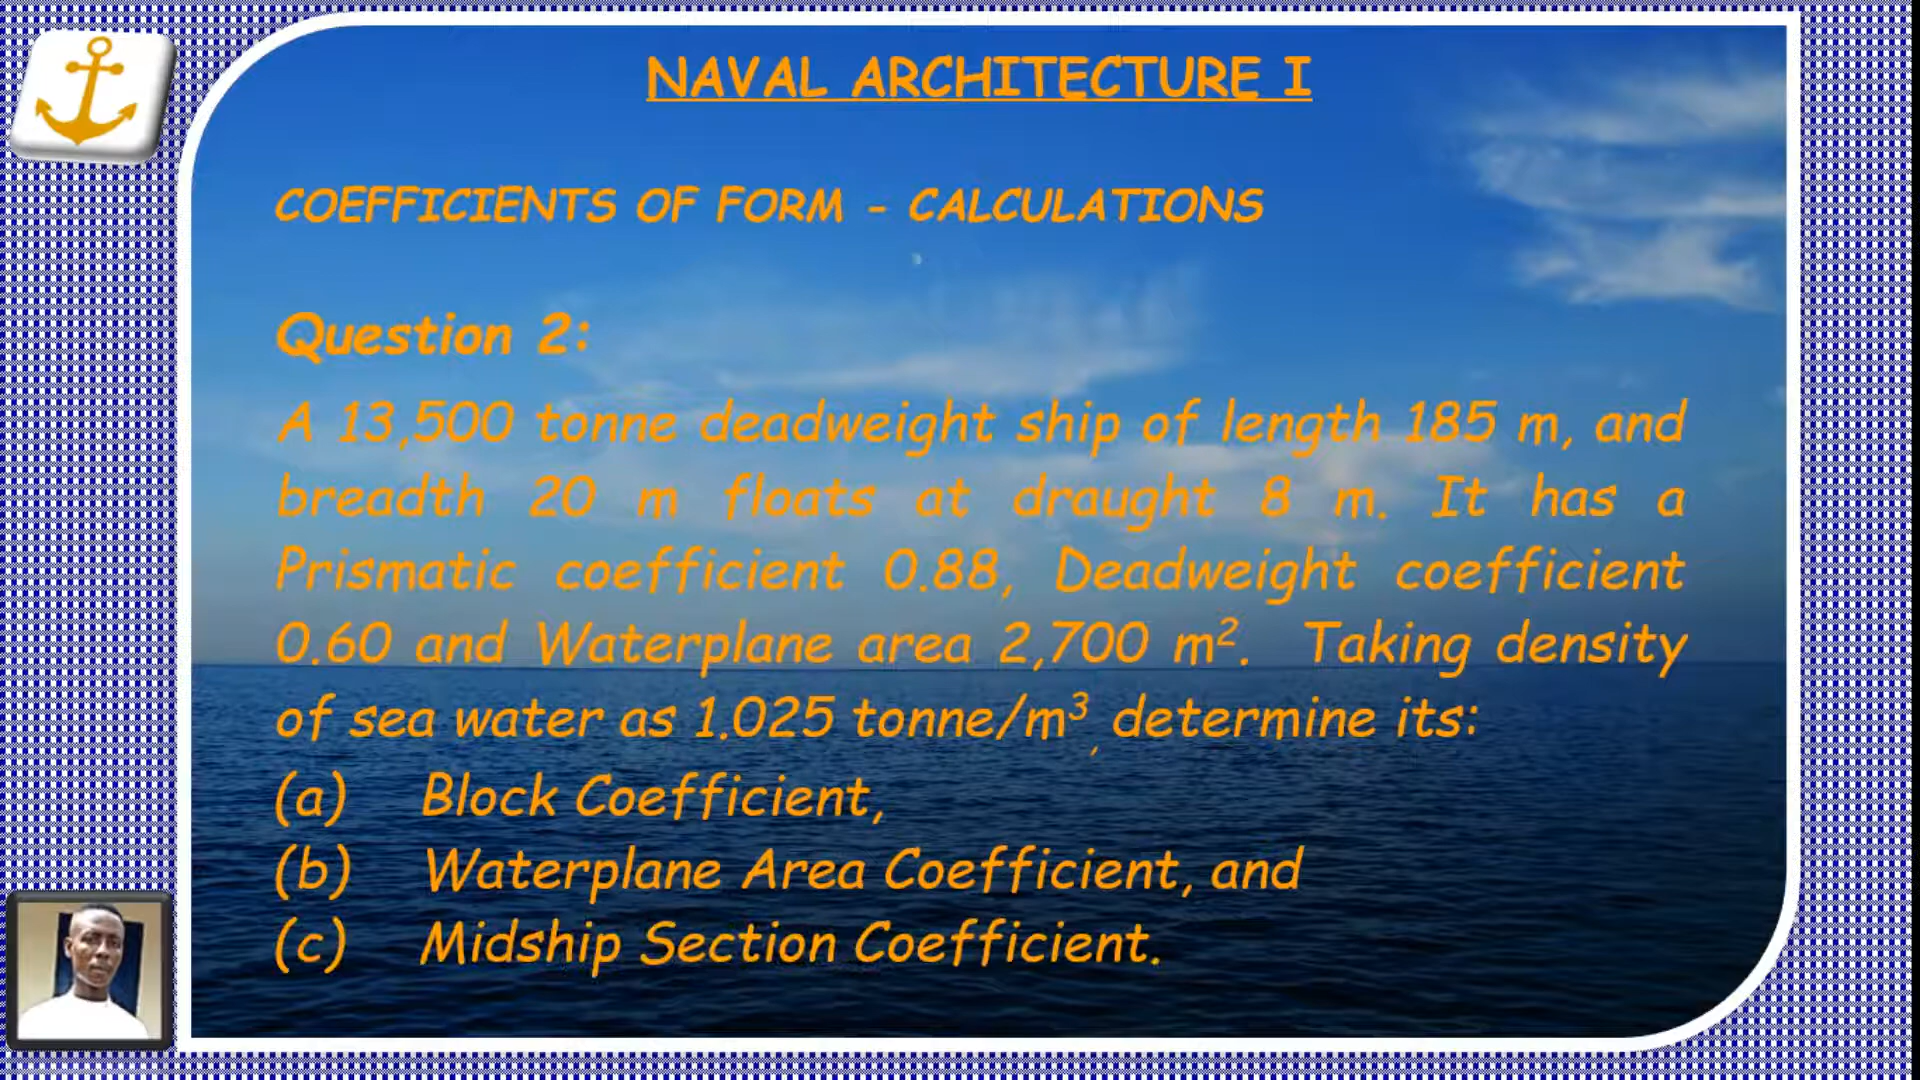 NAVAL ARCHITECTURE I
COEFFICIENTS OF FORM - CALCULATIONS
Question 2:
A 13,500 tonne deadweight ship of length 185 m, and
breadth 20 m floats at draught 8 m. It has a
Prismatic coefficient 0.88, Deadweight coefficient
0.60 and Waterplane area 2,700 m². Taking density
of sea water as 1.025 tonne/m³, determine its:
(a) Block Coefficient,
(b) Waterplane Area Coefficient, and
(c) Midship Section Coefficient.